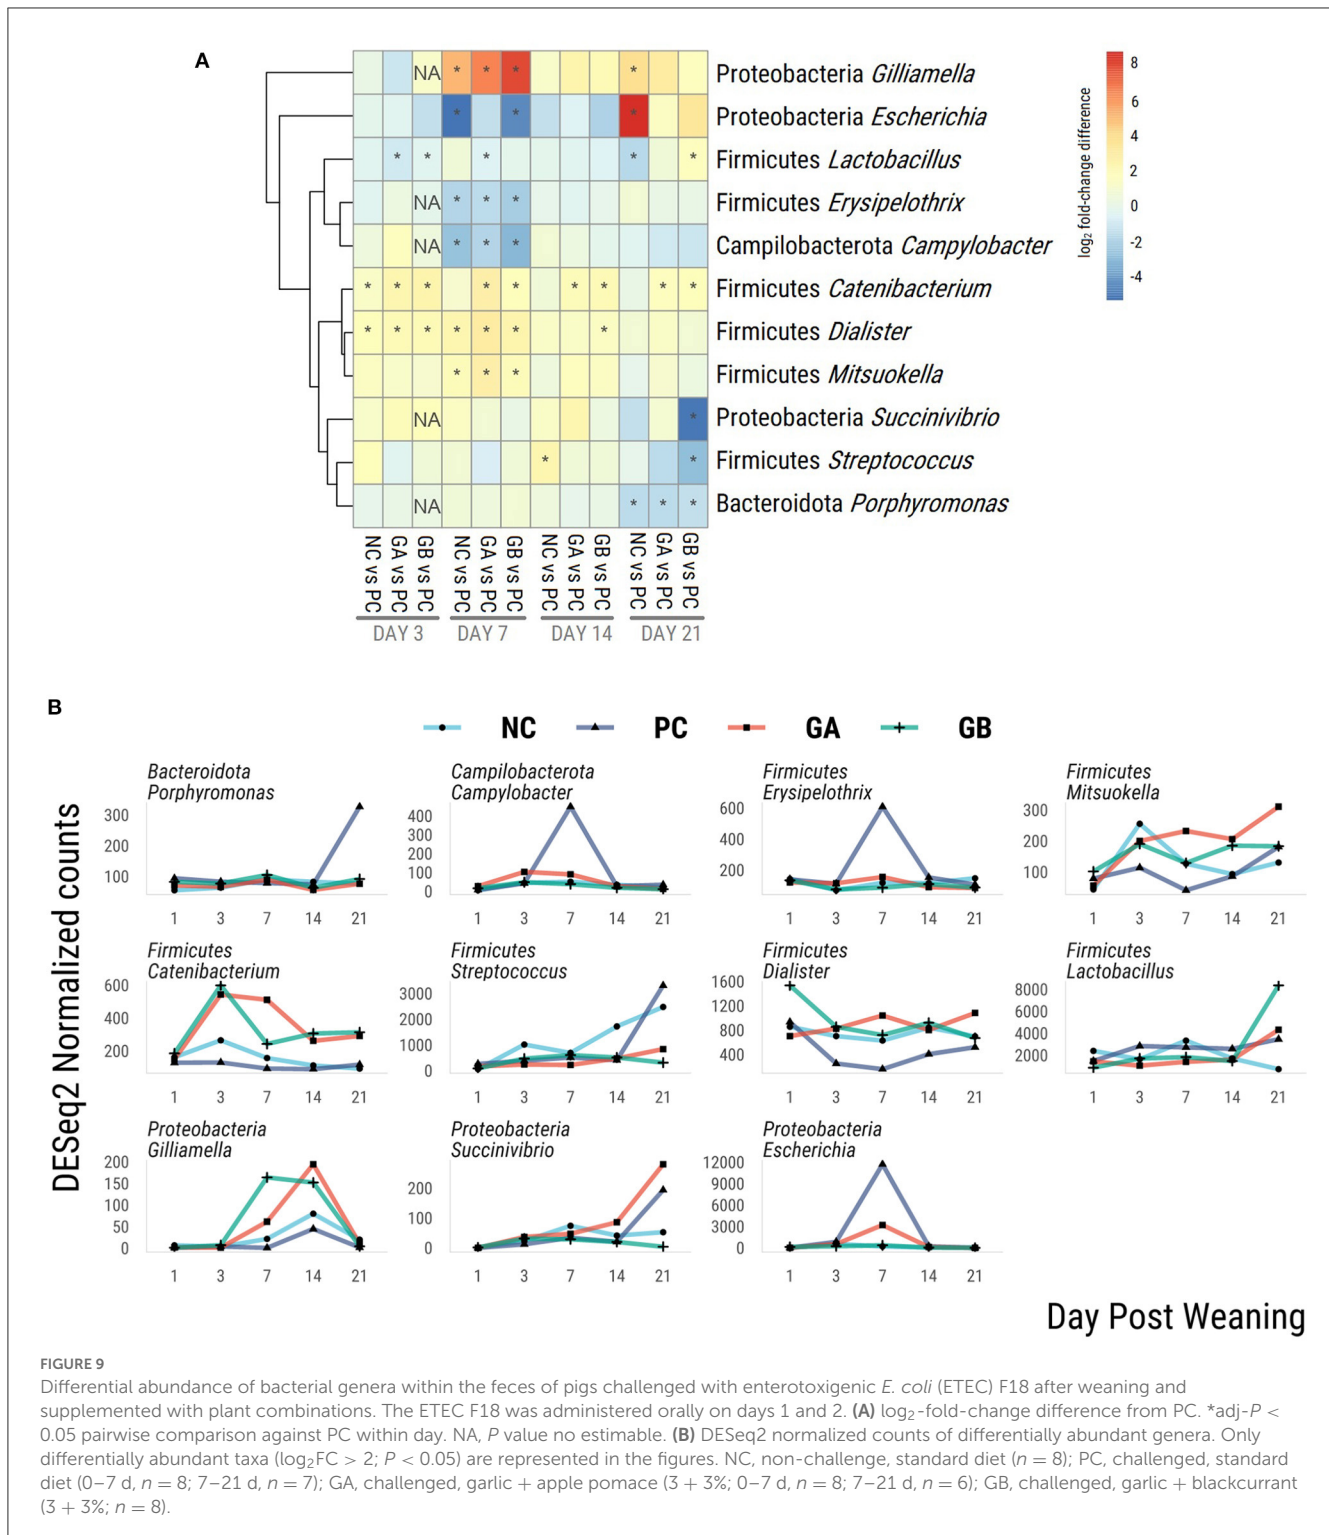 A
NA * * * * Proteobacteria Gilliamella
* * * Proteobacteria Escherichia
* * * * * Firmicutes Lactobacillus
NA * * * Firmicutes Erysipelothrix
NA * * * Campilobacterota Campylobacter
* * * * * * * * * Firmicutes Catenibacterium
* * * * * * * Firmicutes Dialister
* * * Firmicutes Mitsuokella
NA * Proteobacteria Succinivibrio
* * Firmicutes Streptococcus
NA * * * Bacteroidota Porphyromonas
8
6
4
2
0
-2
-4
log2 fold-change difference
NC vs PC GA vs PC GB vs PC NC vs PC GA vs PC GB vs PC NC vs PC GA vs PC GB vs PC NC vs PC GA vs PC GB vs PC
DAY 3 DAY 7 DAY 14 DAY 21
B
NC PC GA GB
DESeq2 Normalized counts
Bacteroidota
Porphyromonas
300
200
100
1 3 7 14 21
Campilobacterota
Campylobacter
400
300
200
100
0
1 3 7 14 21
Firmicutes
Erysipelothrix
600
400
200
1 3 7 14 21
Firmicutes
Mitsuokella
300
200
100
1 3 7 14 21
Firmicutes
Catenibacterium
600
400
200
1 3 7 14 21
Firmicutes
Streptococcus
3000
2000
1000
0
1 3 7 14 21
Firmicutes
Dialister
1600
1200
800
400
1 3 7 14 21
Firmicutes
Lactobacillus
8000
6000
4000
2000
1 3 7 14 21
Proteobacteria
Gilliamella
200
150
100
50
0
1 3 7 14 21
Proteobacteria
Succinivibrio
200
100
0
1 3 7 14 21
Proteobacteria
Escherichia
12000
9000
6000
3000
0
1 3 7 14 21
Day Post Weaning
FIGURE 9
Differential abundance of bacterial genera within the feces of pigs challenged with enterotoxigenic E. coli (ETEC) F18 after weaning and
supplemented with plant combinations. The ETEC F18 was administered orally on days 1 and 2. (A) log2-fold-change difference from PC. *adj-P <
0.05 pairwise comparison against PC within day. NA, P value no estimable. (B) DESeq2 normalized counts of differentially abundant genera. Only
differentially abundant taxa (log2FC > 2; P < 0.05) are represented in the figures. NC, non-challenge, standard diet (n = 8); PC, challenged, standard
diet (0–7 d, n = 8; 7–21 d, n = 7); GA, challenged, garlic + apple pomace (3 + 3%; 0–7 d, n = 8; 7–21 d, n = 6); GB, challenged, garlic + blackcurrant
(3 + 3%; n = 8).